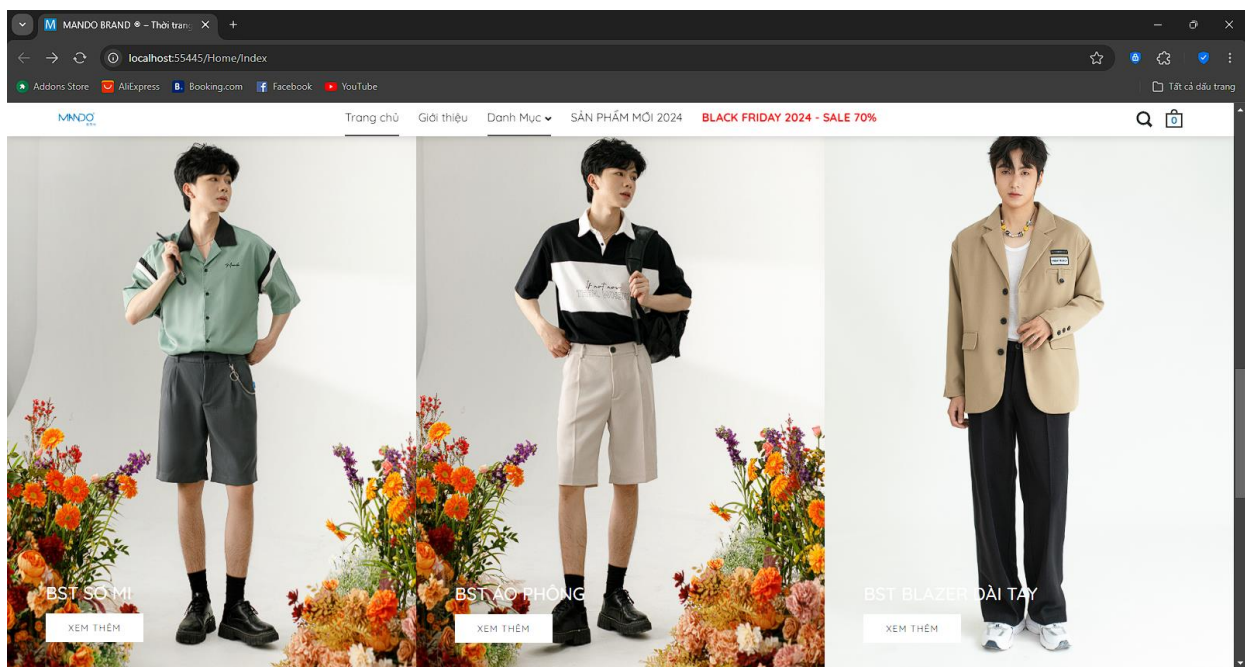 MANDO BRAND ® – Thời trang
localhost:55445/Home/Index
Addons Store AliExpress B. Booking.com Facebook YouTube Tất cả dấu trang
MANDO Trang chủ Giới thiệu Danh Mục SẢN PHẨM MỚI 2024 BLACK FRIDAY 2024 - SALE 70% 0
BST SƠ MI BST ÁO PHÔNG BST BLAZER DÀI TAY
XEM THÊM XEM THÊM XEM THÊM